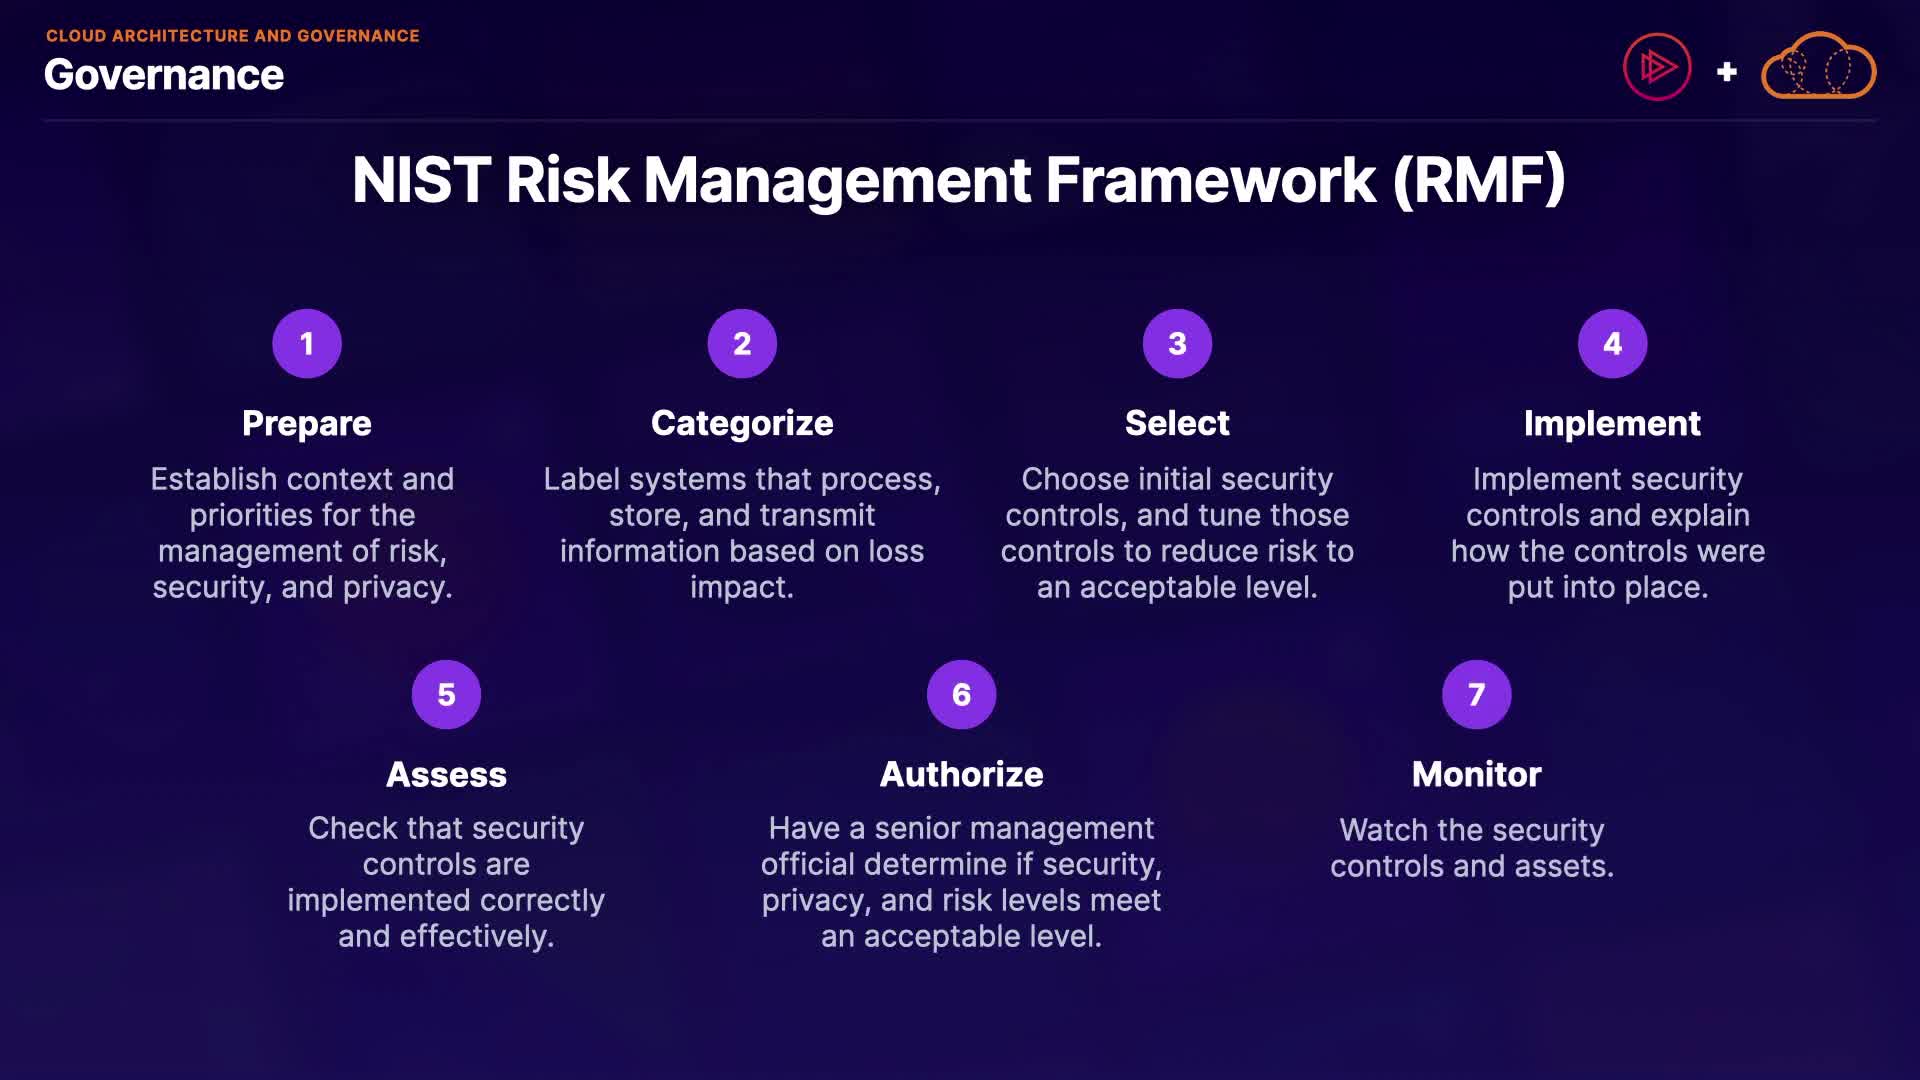 CLOUD ARCHITECTURE AND GOVERNANCE
Governance
NIST Risk Management Framework (RMF)
1
Prepare
Establish context and
priorities for the
management of risk,
security, and privacy.
2
Categorize
Label systems that process,
store, and transmit
information based on loss
impact.
3
Select
Choose initial security
controls, and tune those
controls to reduce risk to
an acceptable level.
4
Implement
Implement security
controls and explain
how the controls were
put into place.
5
Assess
Check that security
controls are
implemented correctly
and effectively.
6
Authorize
Have a senior management
official determine if security,
privacy, and risk levels meet
an acceptable level.
7
Monitor
Watch the security
controls and assets.